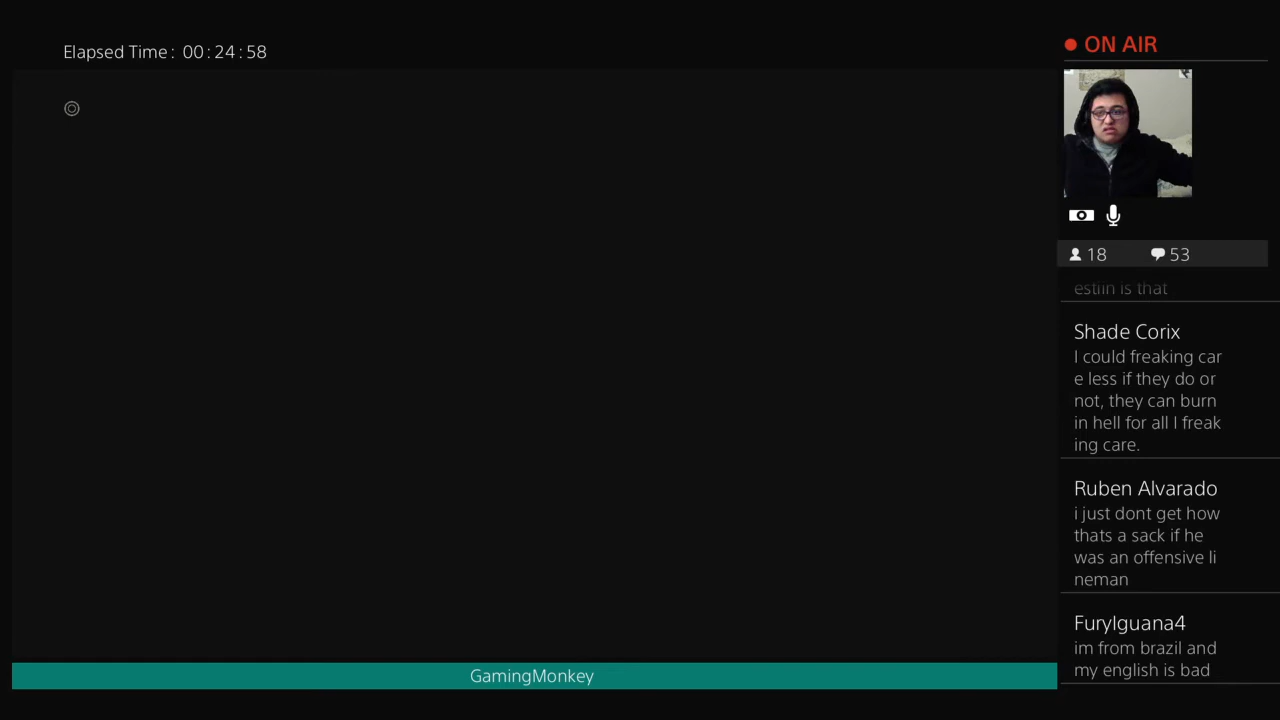 Elapsed Time: 00:24:58
ON AIR
18 53
estlin is that
Shade Corix
I could freaking car
e less if they do or
not, they can burn
in hell for all I freak
ing care.
Ruben Alvarado
i just dont get how
thats a sack if he
was an offensive li
neman
FuryIguana4
im from brazil and
my english is bad
GamingMonkey